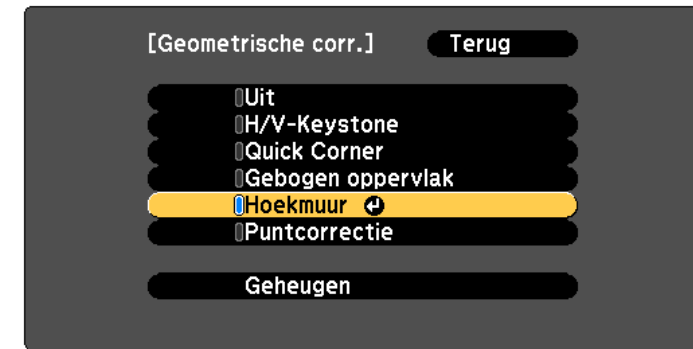 [Geometrische corr.] Terug
Uit
H/V-Keystone
Quick Corner
Gebogen oppervlak
Hoekmuur
Puntcorrectie
Geheugen